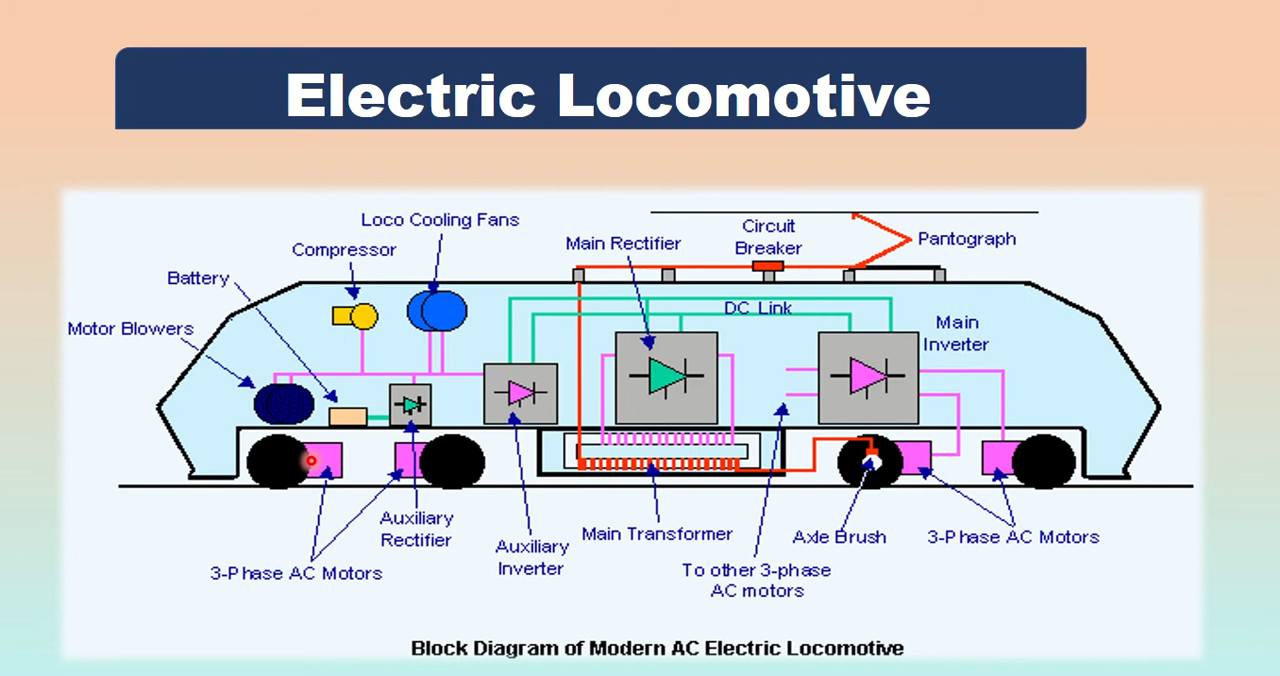 Electric Locomotive
Loco Cooling Fans
Compressor
Battery
Motor Blowers
Main Rectifier
Circuit
Breaker
Pantograph
DC Link
Main
Inverter
3-Phase AC Motors
Auxiliary
Rectifier
Auxiliary
Inverter
Main Transformer
To other 3-phase
AC motors
Axle Brush
3-Phase AC Motors
Block Diagram of Modern AC Electric Locomotive